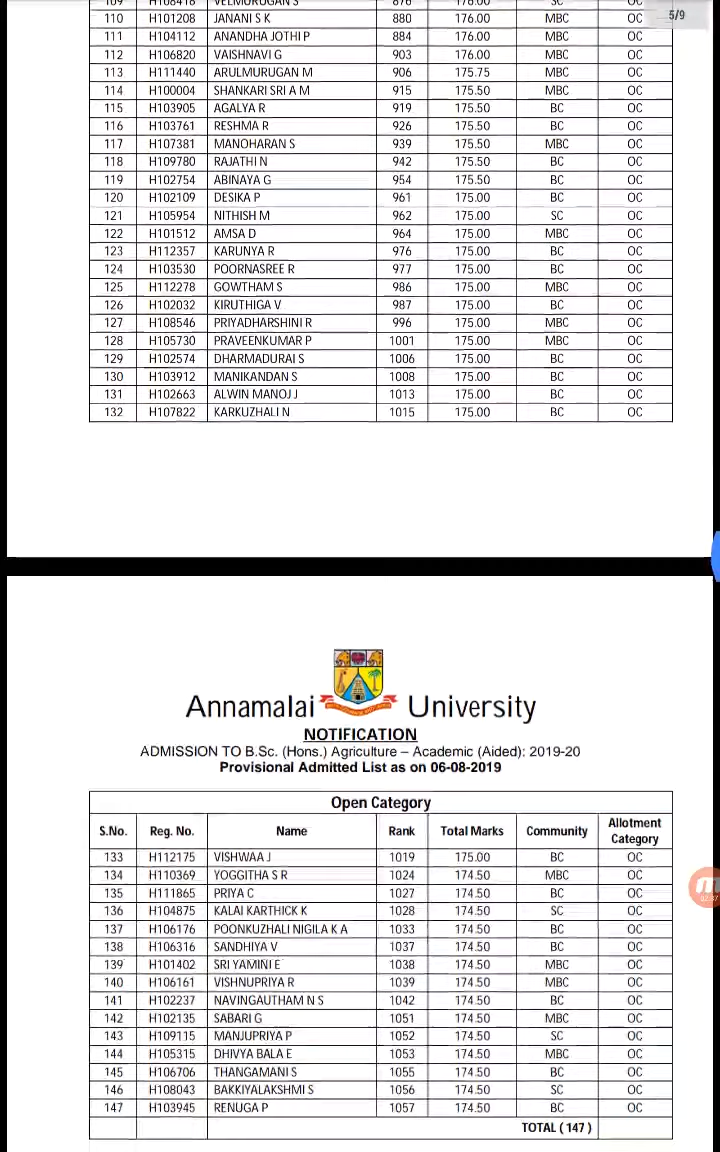 109 H108418 VELMURUGAN S 876 176.00 SC OC
5/9
110 H101208 JANANI S K 880 176.00 MBC OC
111 H104112 ANANDHA JOTHI P 884 176.00 MBC OC
112 H106820 VAISHNAVI G 903 176.00 MBC OC
113 H111440 ARULMURUGAN M 906 175.75 MBC OC
114 H100004 SHANKARI SRI A M 915 175.50 MBC OC
115 H103905 AGALYA R 919 175.50 BC OC
116 H103761 RESHMA R 926 175.50 BC OC
117 H107381 MANOHARAN S 939 175.50 MBC OC
118 H109780 RAJATHI N 942 175.50 BC OC
119 H102754 ABINAYA G 954 175.50 BC OC
120 H102109 DESIKA P 961 175.00 BC OC
121 H105954 NITHISH M 962 175.00 SC OC
122 H101512 AMSA D 964 175.00 MBC OC
123 H112357 KARUNYA R 976 175.00 BC OC
124 H103530 POORNASREE R 977 175.00 BC OC
125 H112278 GOWTHAM S 986 175.00 MBC OC
126 H102032 KIRUTHIGA V 987 175.00 BC OC
127 H108546 PRIYADHARSHINI R 996 175.00 MBC OC
128 H105730 PRAVEENKUMAR P 1001 175.00 MBC OC
129 H102574 DHARMADURAI S 1006 175.00 BC OC
130 H103912 MANIKANDAN S 1008 175.00 BC OC
131 H102663 ALWIN MANOJ J 1013 175.00 BC OC
132 H107822 KARKUZHALI N 1015 175.00 BC OC
Annamalai University
NOTIFICATION
ADMISSION TO B.Sc. (Hons.) Agriculture – Academic (Aided): 2019-20
Provisional Admitted List as on 06-08-2019
Open Category
S.No. Reg. No. Name Rank Total Marks Community Allotment Category
133 H112175 VISHWAA J 1019 175.00 BC OC
134 H110369 YOGGITHA S R 1024 174.50 MBC OC
135 H111865 PRIYA C 1027 174.50 BC OC
136 H104875 KALAI KARTHICK K 1028 174.50 SC OC
137 H106176 POONKUZHALI NIGILA K A 1033 174.50 BC OC
138 H106316 SANDHIYA V 1037 174.50 BC OC
139 H101402 SRI YAMINI E 1038 174.50 MBC OC
140 H106161 VISHNUPRIYA R 1039 174.50 MBC OC
141 H102237 NAVINGAUTHAM N S 1042 174.50 BC OC
142 H102135 SABARI G 1051 174.50 MBC OC
143 H109115 MANJUPRIYA P 1052 174.50 SC OC
144 H105315 DHIVYA BALA E 1053 174.50 MBC OC
145 H106706 THANGAMANI S 1055 174.50 BC OC
146 H108043 BAKKIYALAKSHMI S 1056 174.50 SC OC
147 H103945 RENUGA P 1057 174.50 BC OC
TOTAL ( 147 )